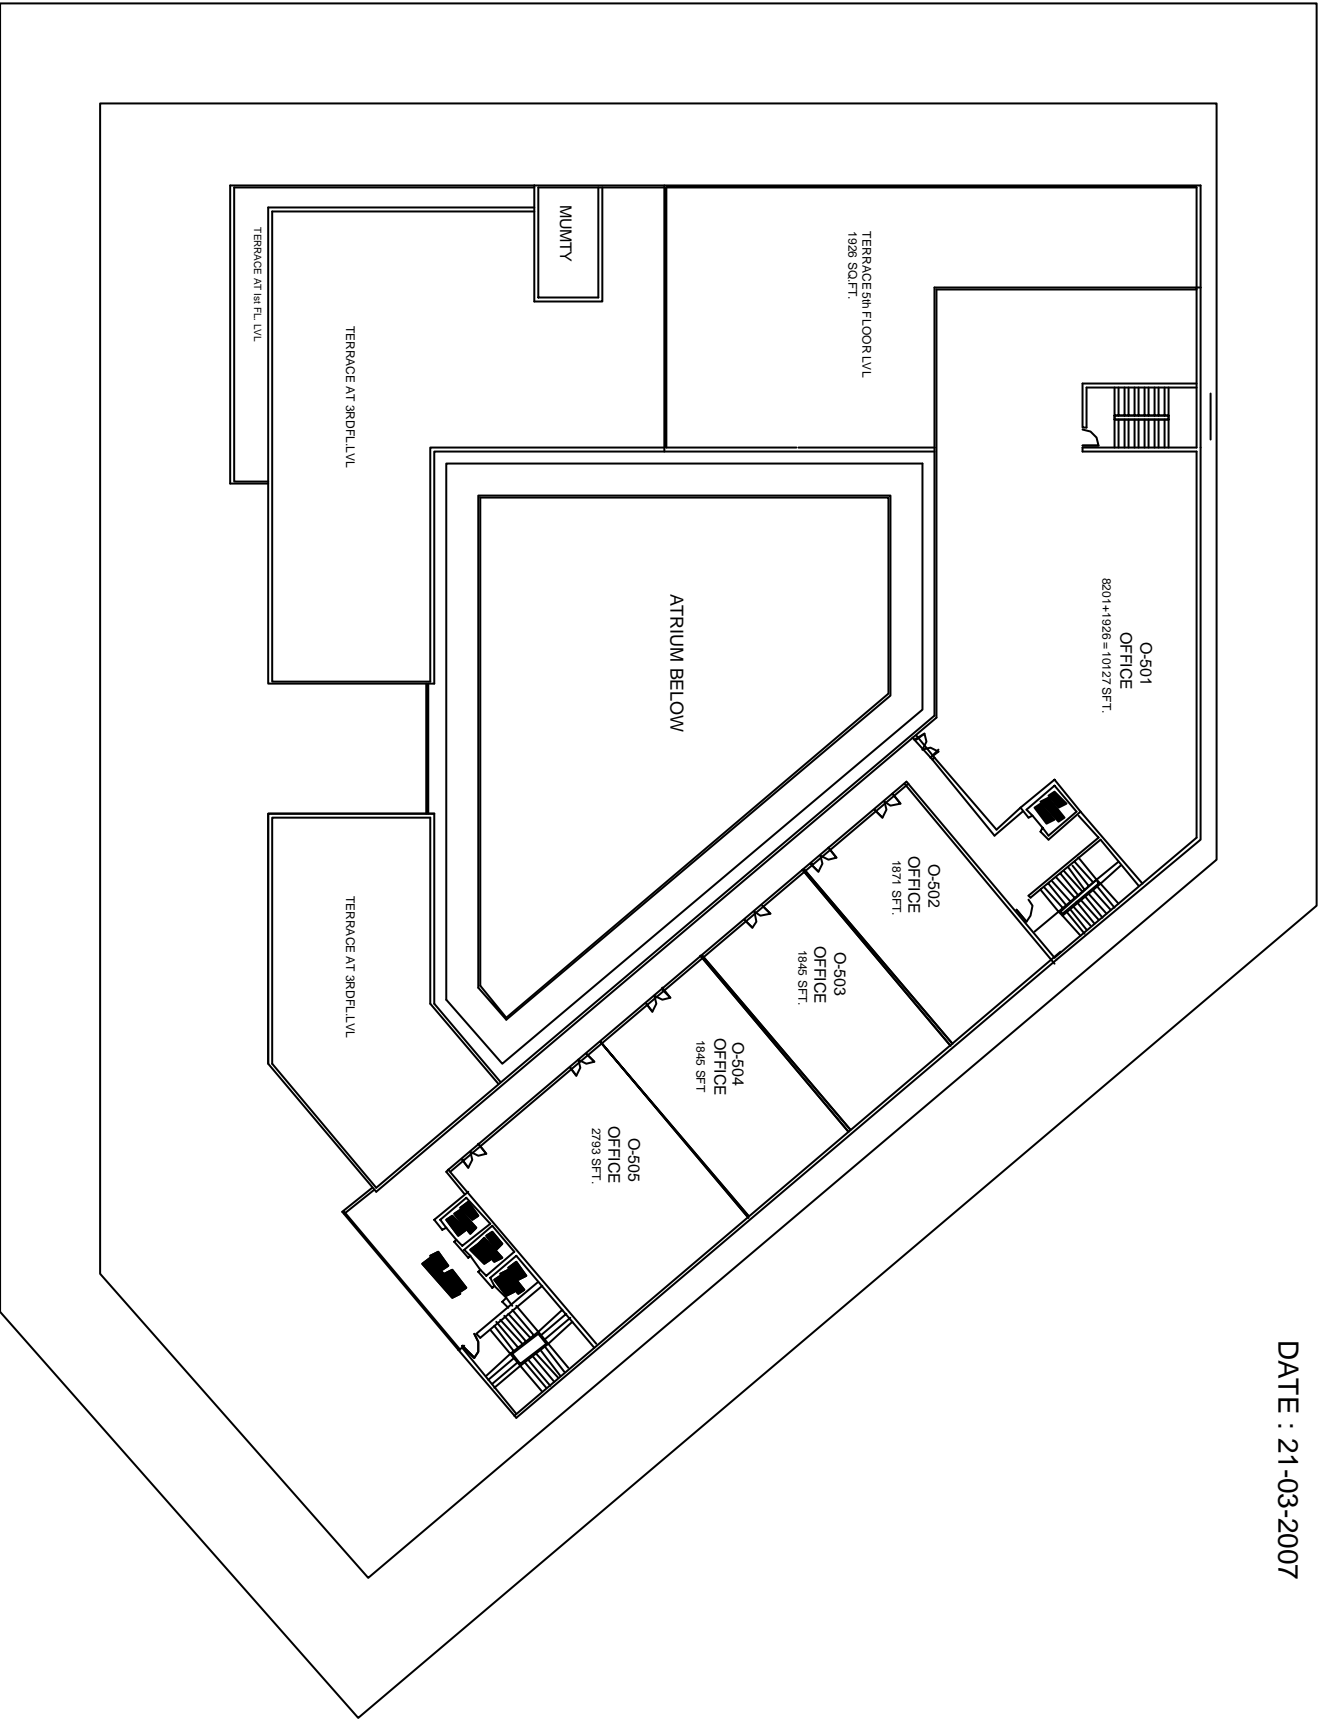 DATE : 21-03-2007
O-501
OFFICE
8201+1926 = 10127 SFT.
TERRACE 5th FLOOR LVL
1926 SQ.FT.
O-502
OFFICE
1871 SFT.
O-503
OFFICE
1845 SFT.
O-504
OFFICE
1845 SFT
O-505
OFFICE
2793 SFT.
ATRIUM BELOW
MUMTY
TERRACE AT 3RDFL.LVL
TERRACE AT 3RDFL.LVL
TERRACE AT Ist FL. LVL